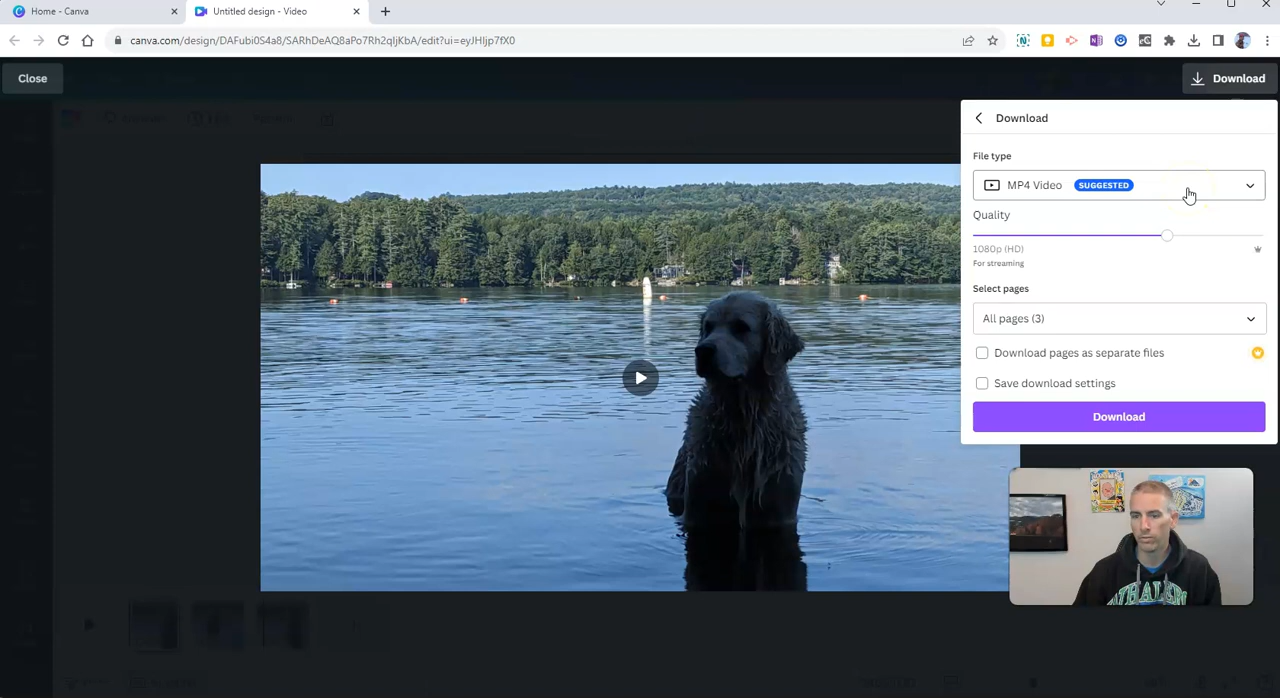 Home - Canva
Untitled design - Video
canva.com/design/DAFubi0S4a8/SARhDeAQ8aPo7Rh2qljKbA/edit?ui=eyJHIjp7fX0
Close
Download
Download
File type
MP4 Video SUGGESTED
Quality
1080p (HD)
For streaming
Select pages
All pages (3)
Download pages as separate files
Save download settings
Download